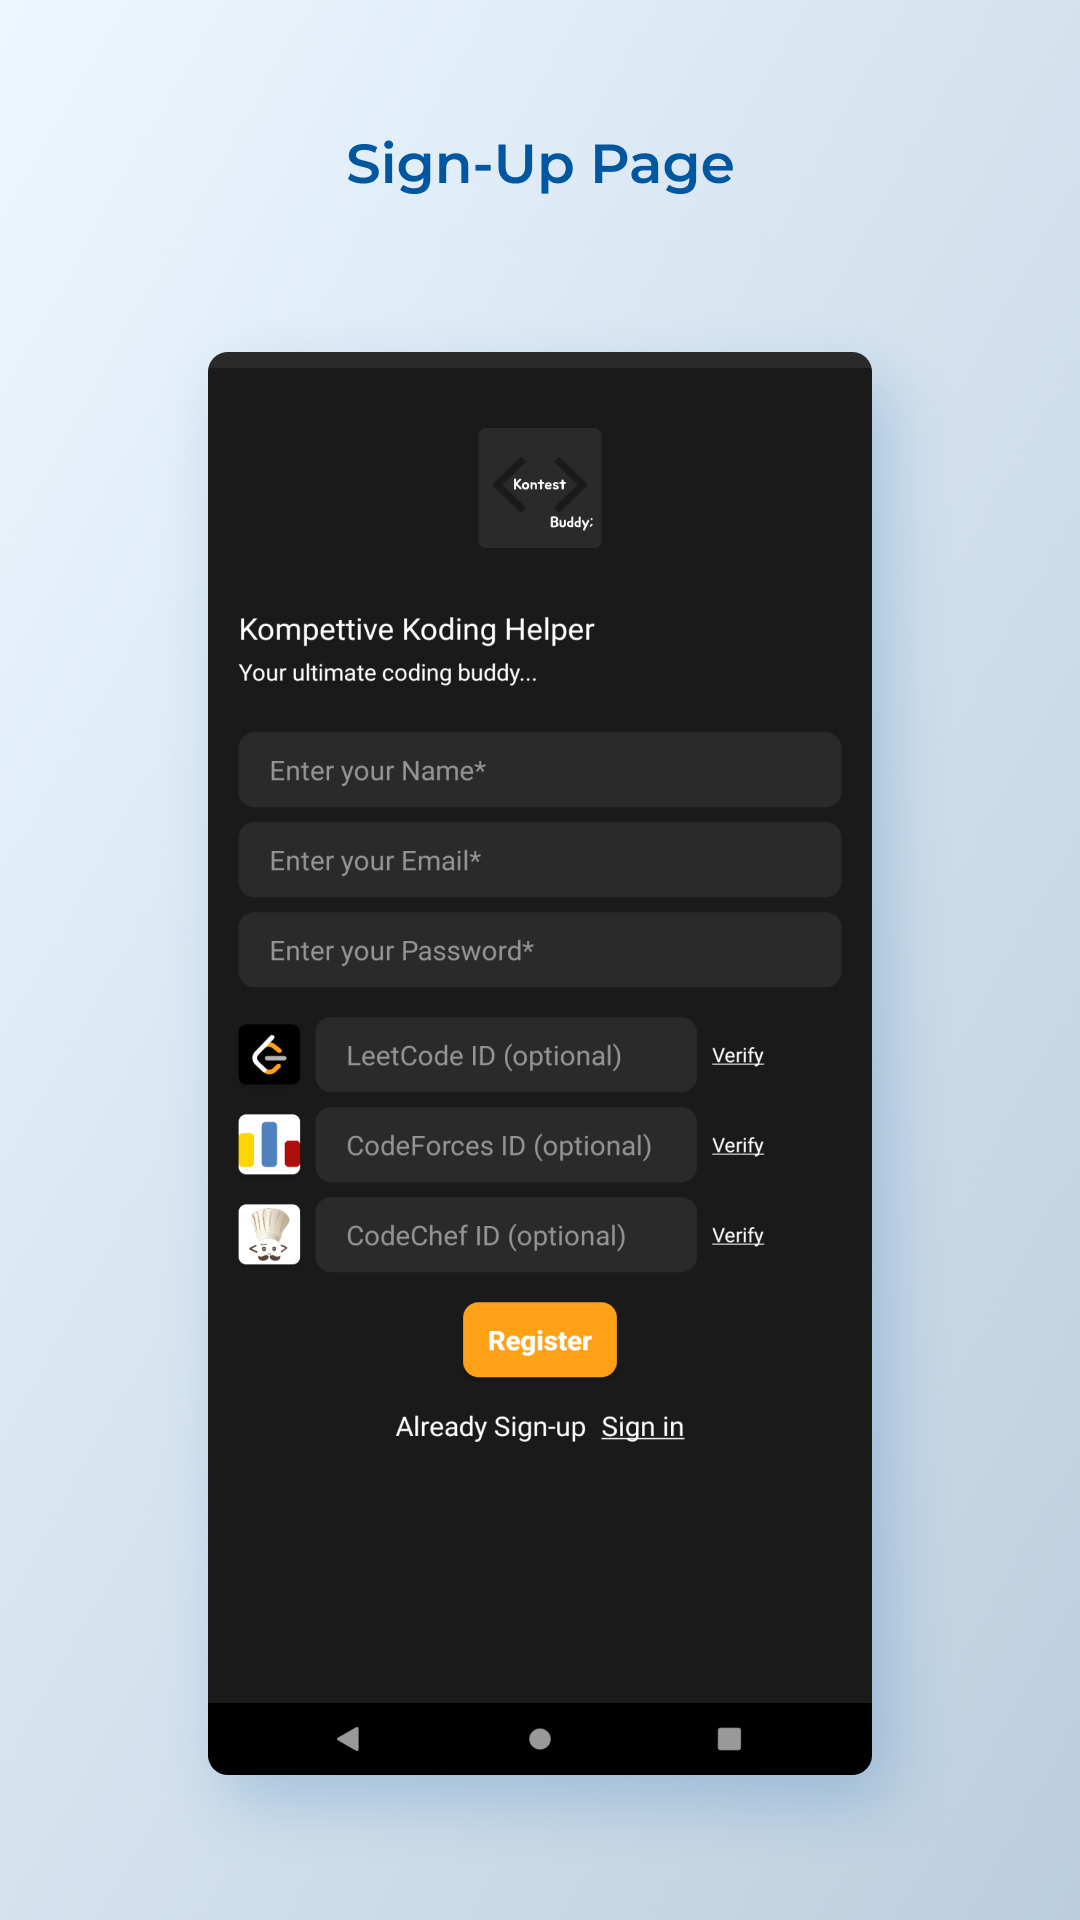 Sign-Up Page
Kontest
Buddy;
Kompettive Koding Helper
Your ultimate coding buddy...
Enter your Name*
Enter your Email*
Enter your Password*
LeetCode ID (optional) Verify
CodeForces ID (optional) Verify
CodeChef ID (optional) Verify
Register
Already Sign-up Sign in